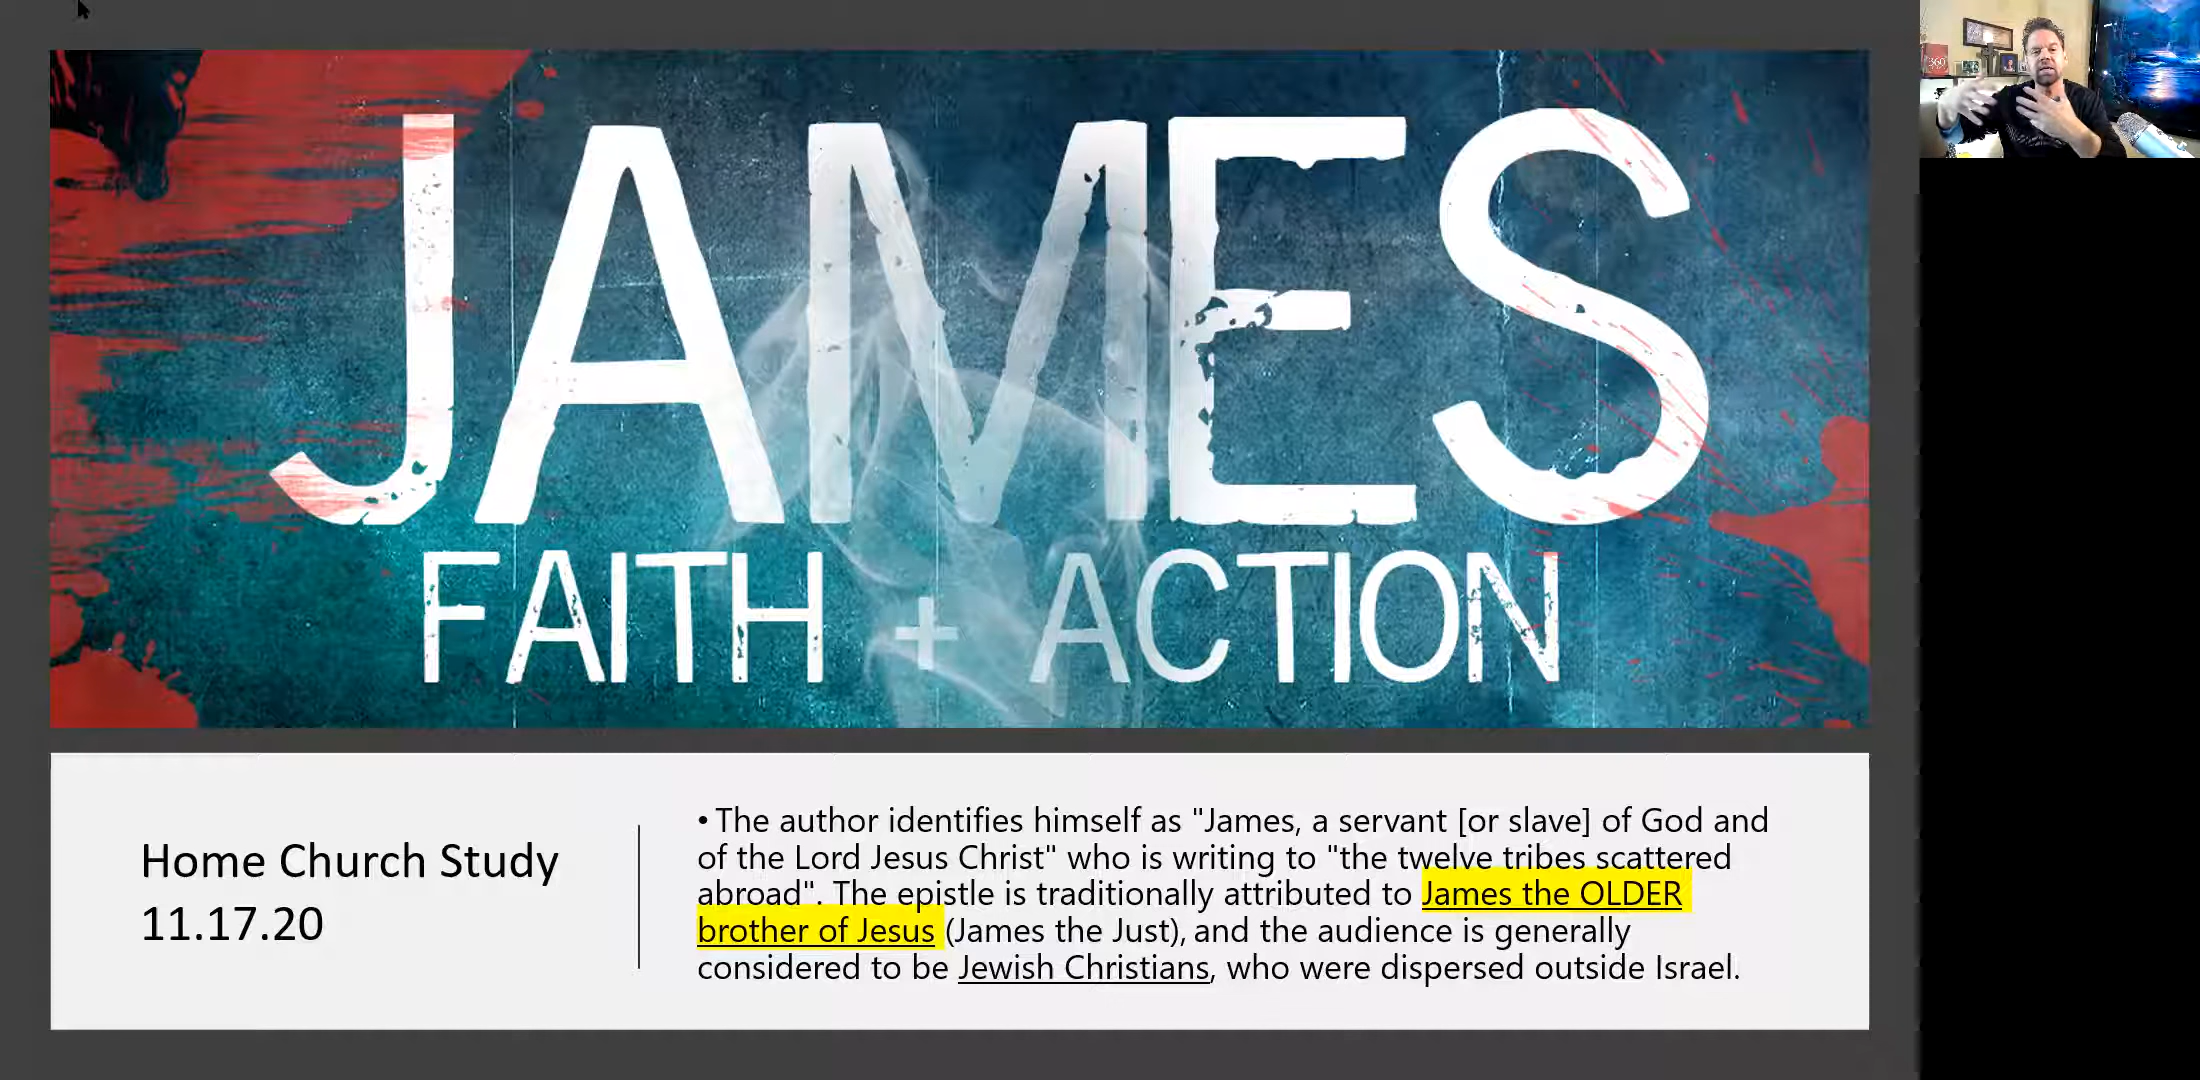 JAMES
FAITH + ACTION
Home Church Study
11.17.20
• The author identifies himself as "James, a servant [or slave] of God and
of the Lord Jesus Christ" who is writing to "the twelve tribes scattered
abroad". The epistle is traditionally attributed to James the OLDER
brother of Jesus (James the Just), and the audience is generally
considered to be Jewish Christians, who were dispersed outside Israel.
360